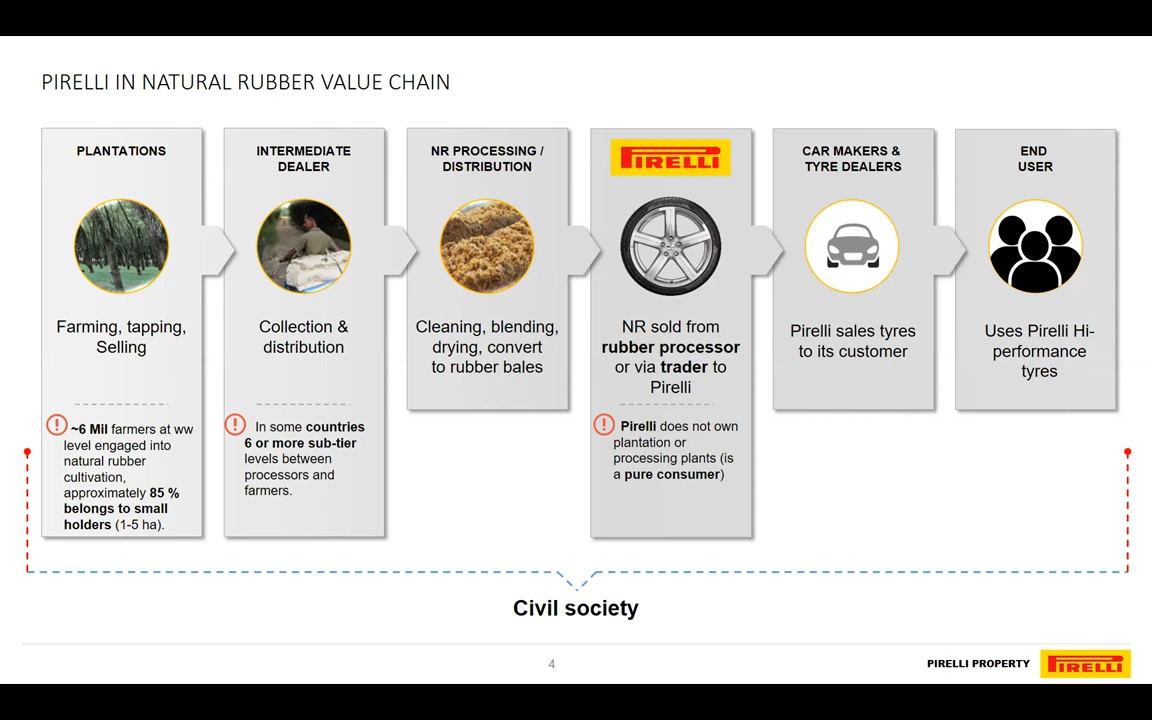 PIRELLI IN NATURAL RUBBER VALUE CHAIN
PLANTATIONS
Farming, tapping,
Selling
~6 Mil farmers at ww
level engaged into
natural rubber
cultivation,
approximately 85 %
belongs to small
holders (1-5 ha).
INTERMEDIATE
DEALER
Collection &
distribution
In some countries
6 or more sub-tier
levels between
processors and
farmers.
NR PROCESSING /
DISTRIBUTION
Cleaning, blending,
drying, convert
to rubber bales
PIRELLI
NR sold from
rubber processor
or via trader to
Pirelli
Pirelli does not own
plantation or
processing plants (is
a pure consumer)
CAR MAKERS &
TYRE DEALERS
Pirelli sales tyres
to its customer
END
USER
Uses Pirelli Hi-
performance
tyres
Civil society
4
PIRELLI PROPERTY
PIRELLI